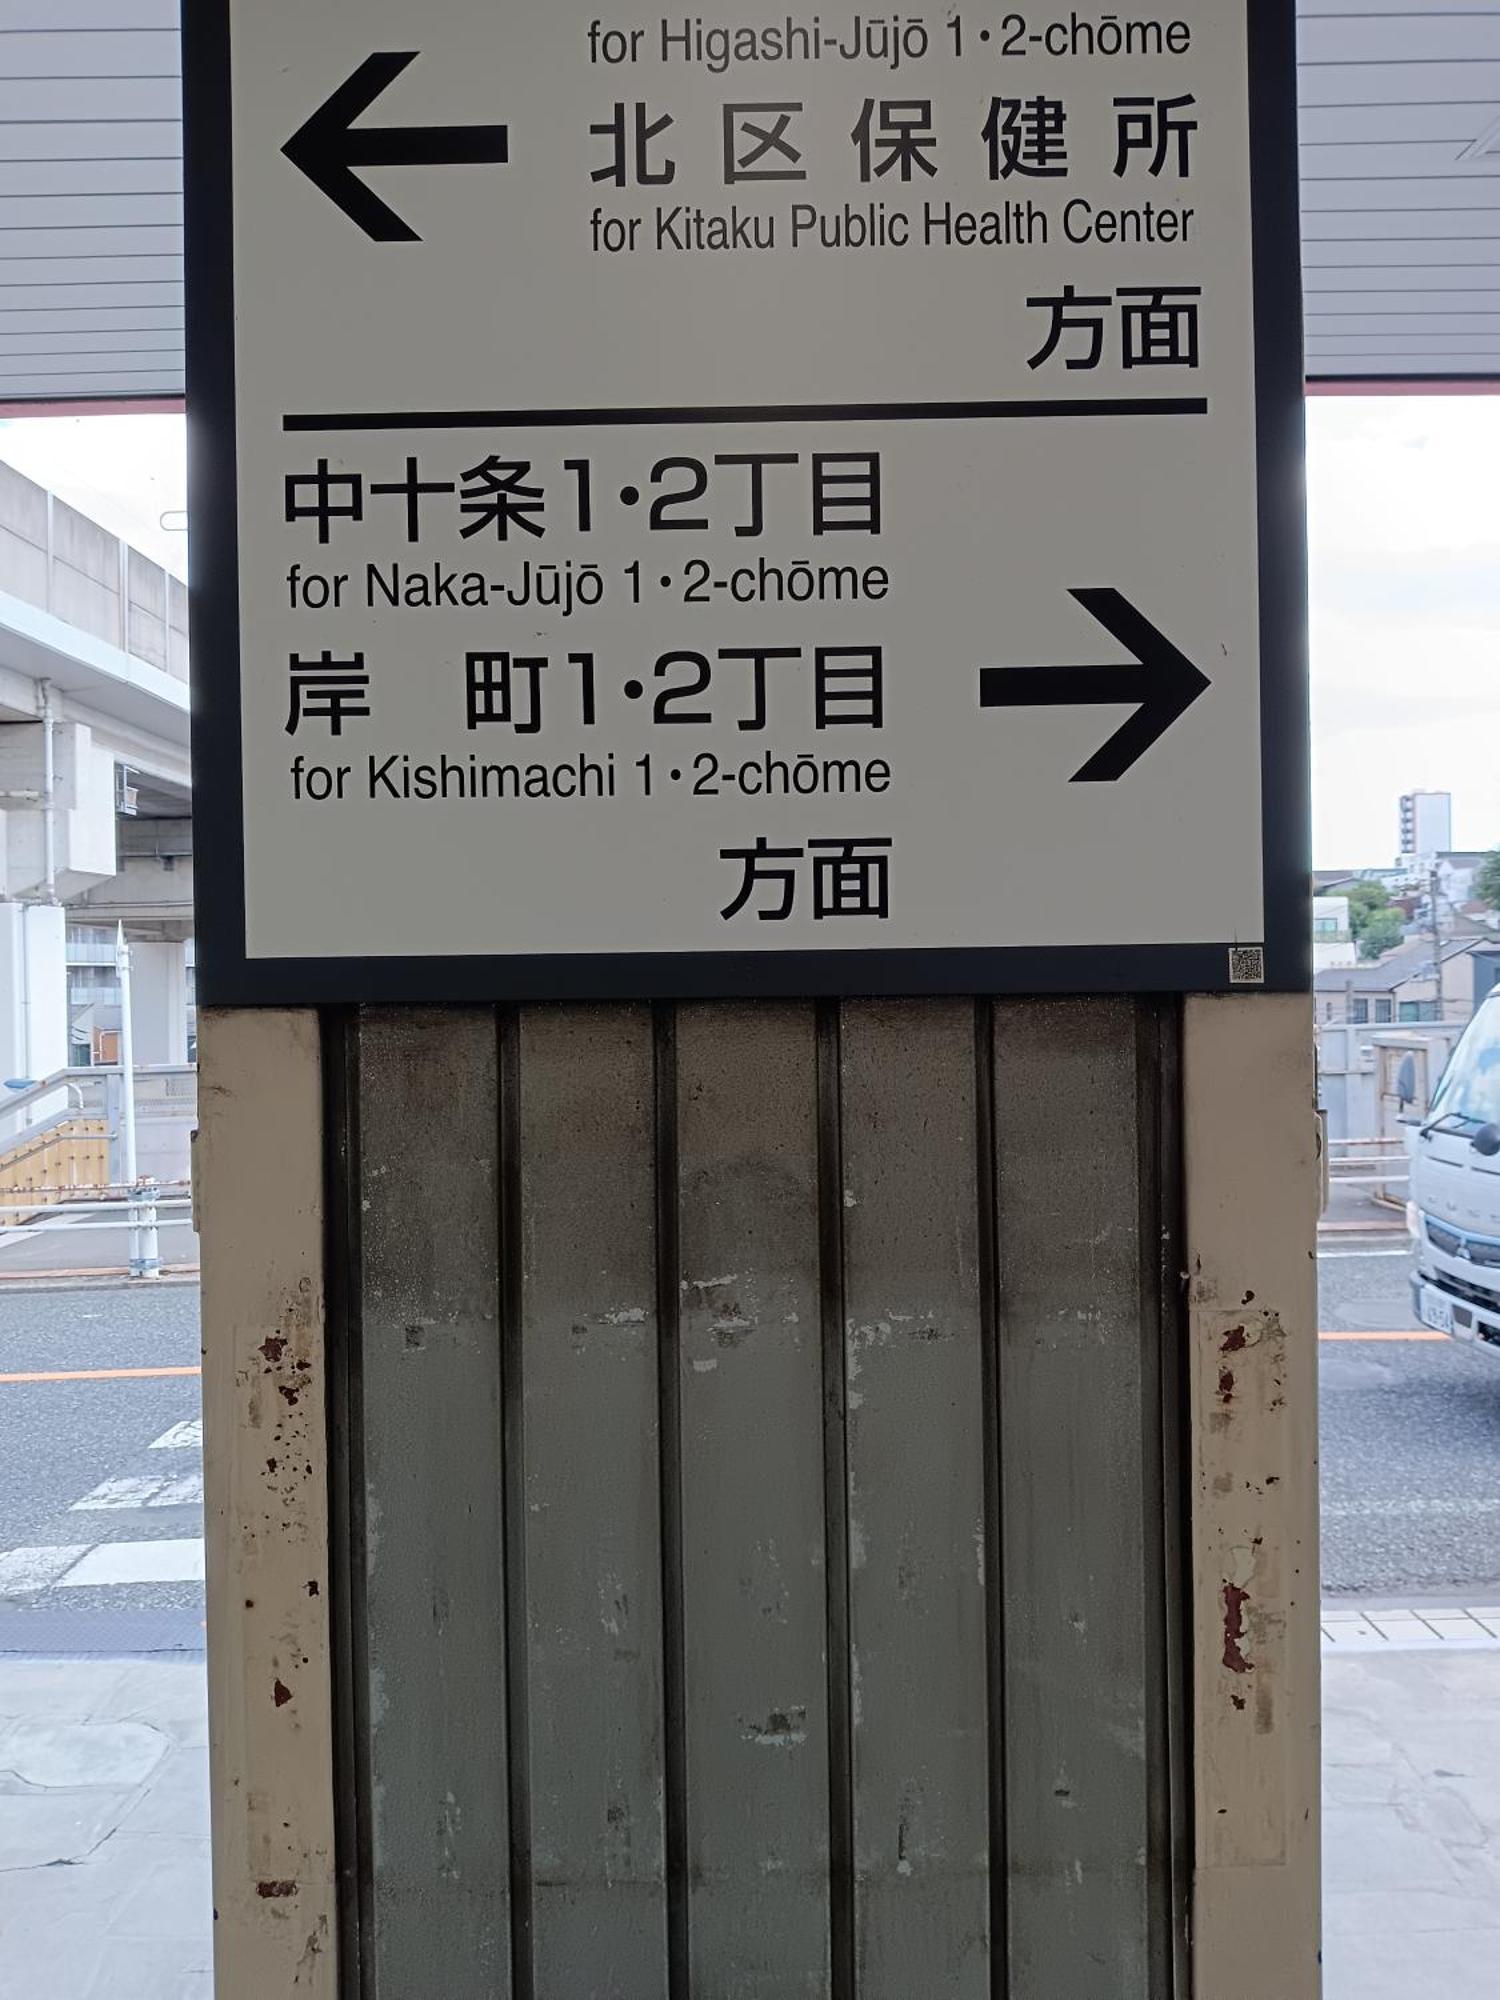 for Higashi-Jūjō 1・2-chōme
北区保健所
for Kitaku Public Health Center
方面
中十条1・2丁目
for Naka-Jūjō 1・2-chōme
岸　町1・2丁目
for Kishimachi 1・2-chōme
方面